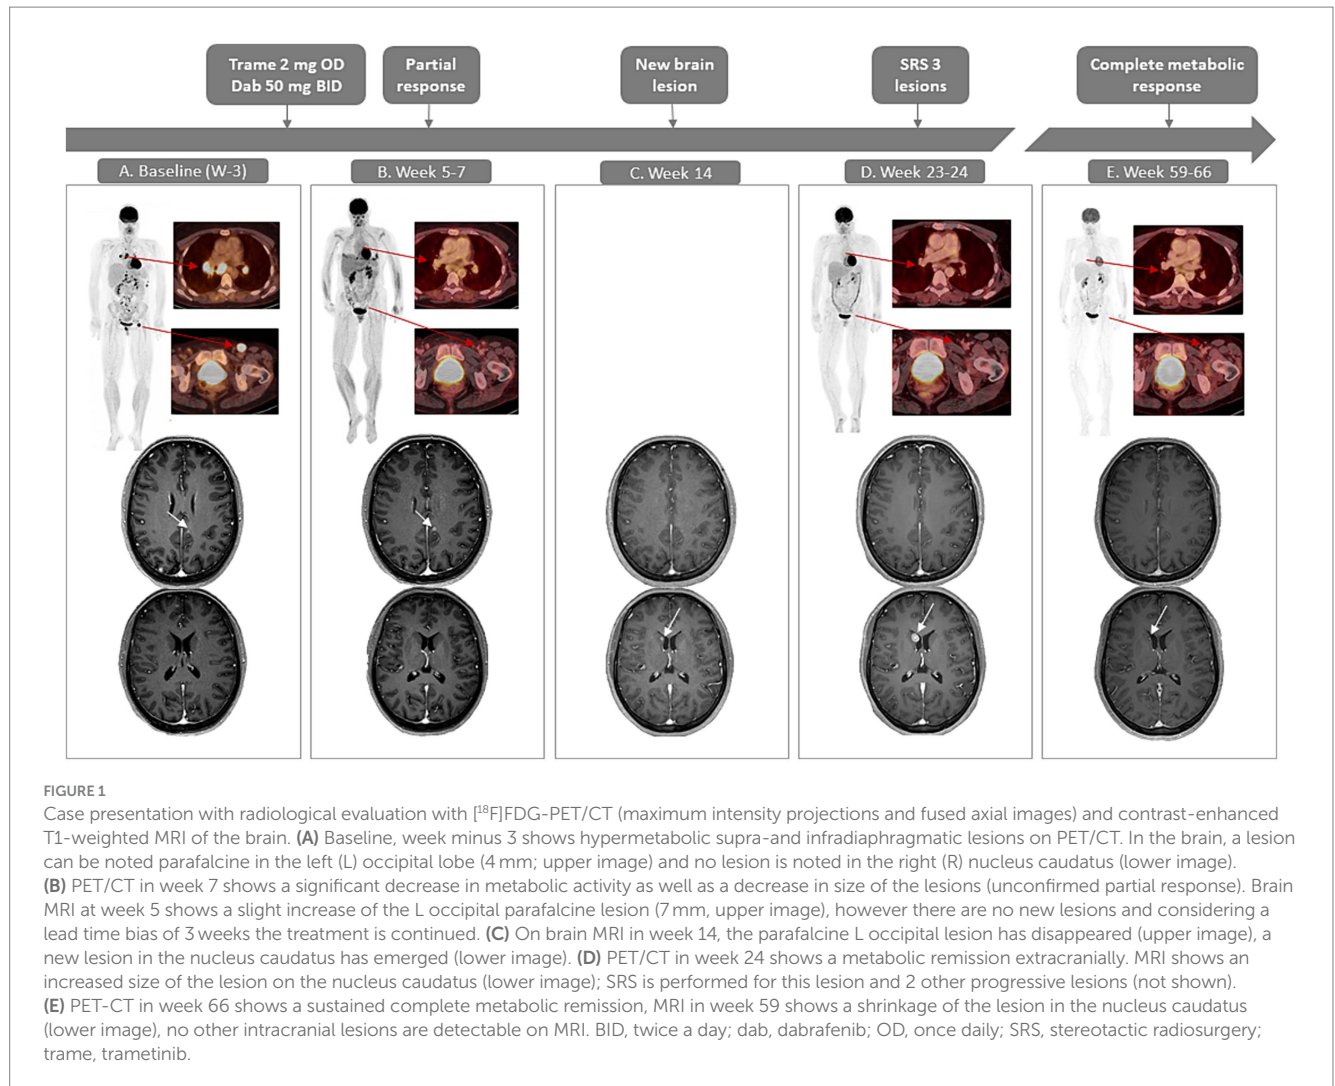 Trame 2 mg OD
Dab 50 mg BID
Partial
response
New brain
lesion
SRS 3
lesions
Complete metabolic
response
A. Baseline (W-3)
B. Week 5-7
C. Week 14
D. Week 23-24
E. Week 59-66
FIGURE 1
Case presentation with radiological evaluation with [¹⁸F]FDG-PET/CT (maximum intensity projections and fused axial images) and contrast-enhanced
T1-weighted MRI of the brain. (A) Baseline, week minus 3 shows hypermetabolic supra-and infradiaphragmatic lesions on PET/CT. In the brain, a lesion
can be noted parafalcine in the left (L) occipital lobe (4 mm; upper image) and no lesion is noted in the right (R) nucleus caudatus (lower image).
(B) PET/CT in week 7 shows a significant decrease in metabolic activity as well as a decrease in size of the lesions (unconfirmed partial response). Brain
MRI at week 5 shows a slight increase of the L occipital parafalcine lesion (7 mm, upper image), however there are no new lesions and considering a
lead time bias of 3 weeks the treatment is continued. (C) On brain MRI in week 14, the parafalcine L occipital lesion has disappeared (upper image), a
new lesion in the nucleus caudatus has emerged (lower image). (D) PET/CT in week 24 shows a metabolic remission extracranially. MRI shows an
increased size of the lesion on the nucleus caudatus (lower image); SRS is performed for this lesion and 2 other progressive lesions (not shown).
(E) PET-CT in week 66 shows a sustained complete metabolic remission, MRI in week 59 shows a shrinkage of the lesion in the nucleus caudatus
(lower image), no other intracranial lesions are detectable on MRI. BID, twice a day; dab, dabrafenib; OD, once daily; SRS, stereotactic radiosurgery;
trame, trametinib.